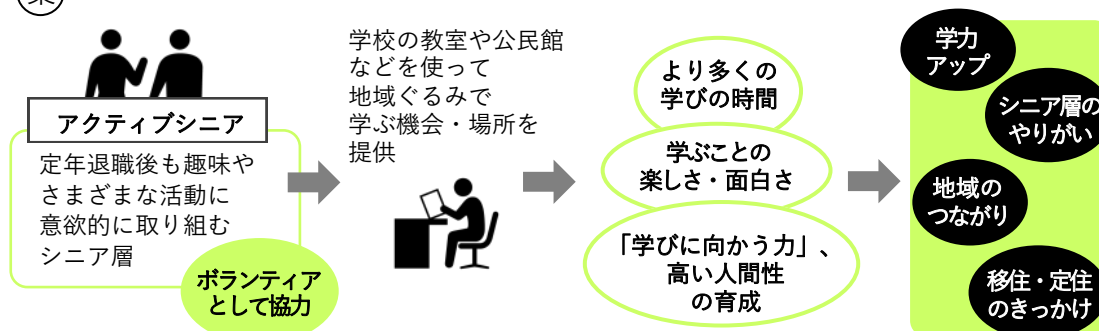 アクティブシニア
定年退職後も趣味や
さまざまな活動に
意欲的に取り組む
シニア層
ボランティア
として協力
学校の教室や公民館
などを使って
地域ぐるみで
学ぶ機会・場所を
提供
より多くの
学びの時間
学ぶことの
楽しさ・面白さ
「学びに向かう力」、
高い人間性
の育成
学力
アップ
シニア層の
やりがい
地域の
つながり
移住・定住
のきっかけ